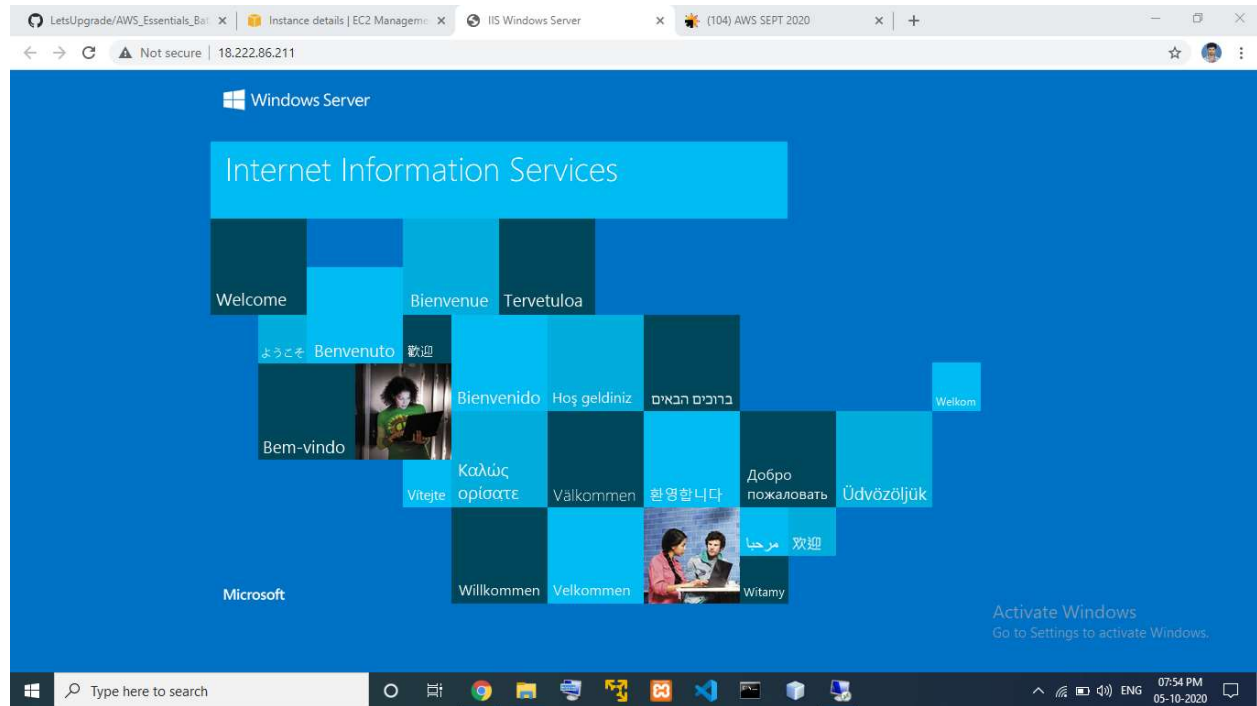 LetsUpgrade/AWS_Essentials_Bat
Instance details | EC2 Manageme
IIS Windows Server
(104) AWS SEPT 2020
Not secure
18.222.86.211
Windows Server
Internet Information Services
Welcome
Bienvenue
Tervetuloa
ようこそ
Benvenuto
歡迎
Bienvenido
Hoş geldiniz
ברוכים הבאים
Welkom
Bem-vindo
Vítejte
Καλώς
ορίσατε
Välkommen
환영합니다
Добро
пожаловать
Üdvözöljük
مرحبا
欢迎
Willkommen
Velkommen
Witamy
Microsoft
Activate Windows
Go to Settings to activate Windows.
Type here to search
ENG
07:54 PM
05-10-2020